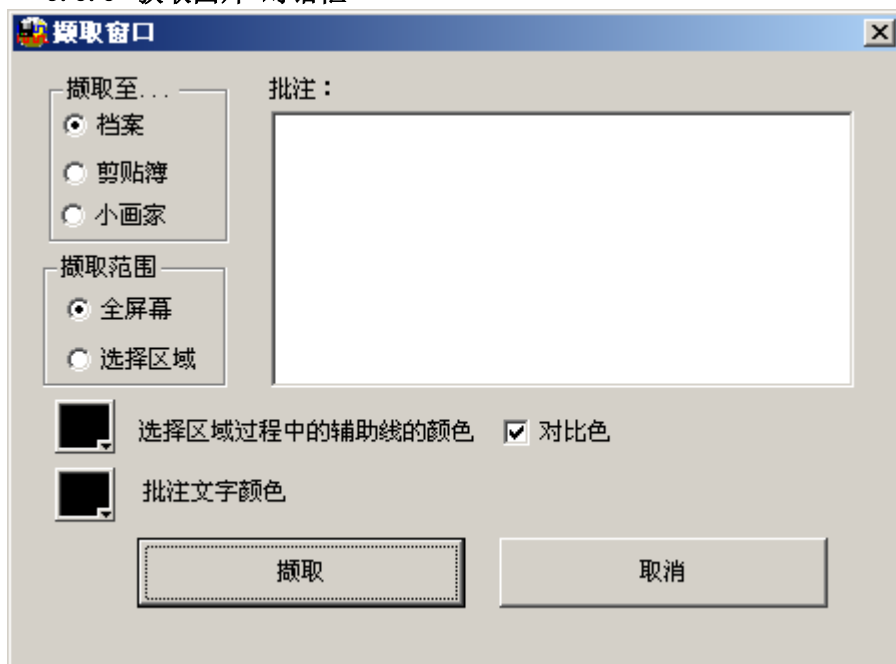 撷取窗口
撷取至...
档案
剪贴簿
小画家
批注：
撷取范围
全屏幕
选择区域
选择区域过程中的辅助线的颜色
对比色
批注文字颜色
撷取
取消